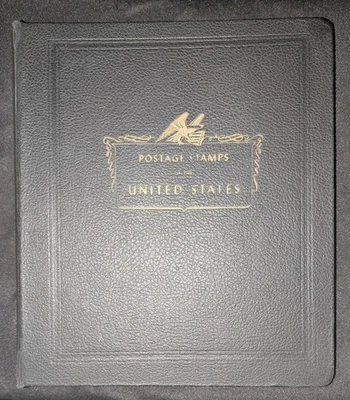 POSTAGE STAMPS
OF THE
UNITED STATES